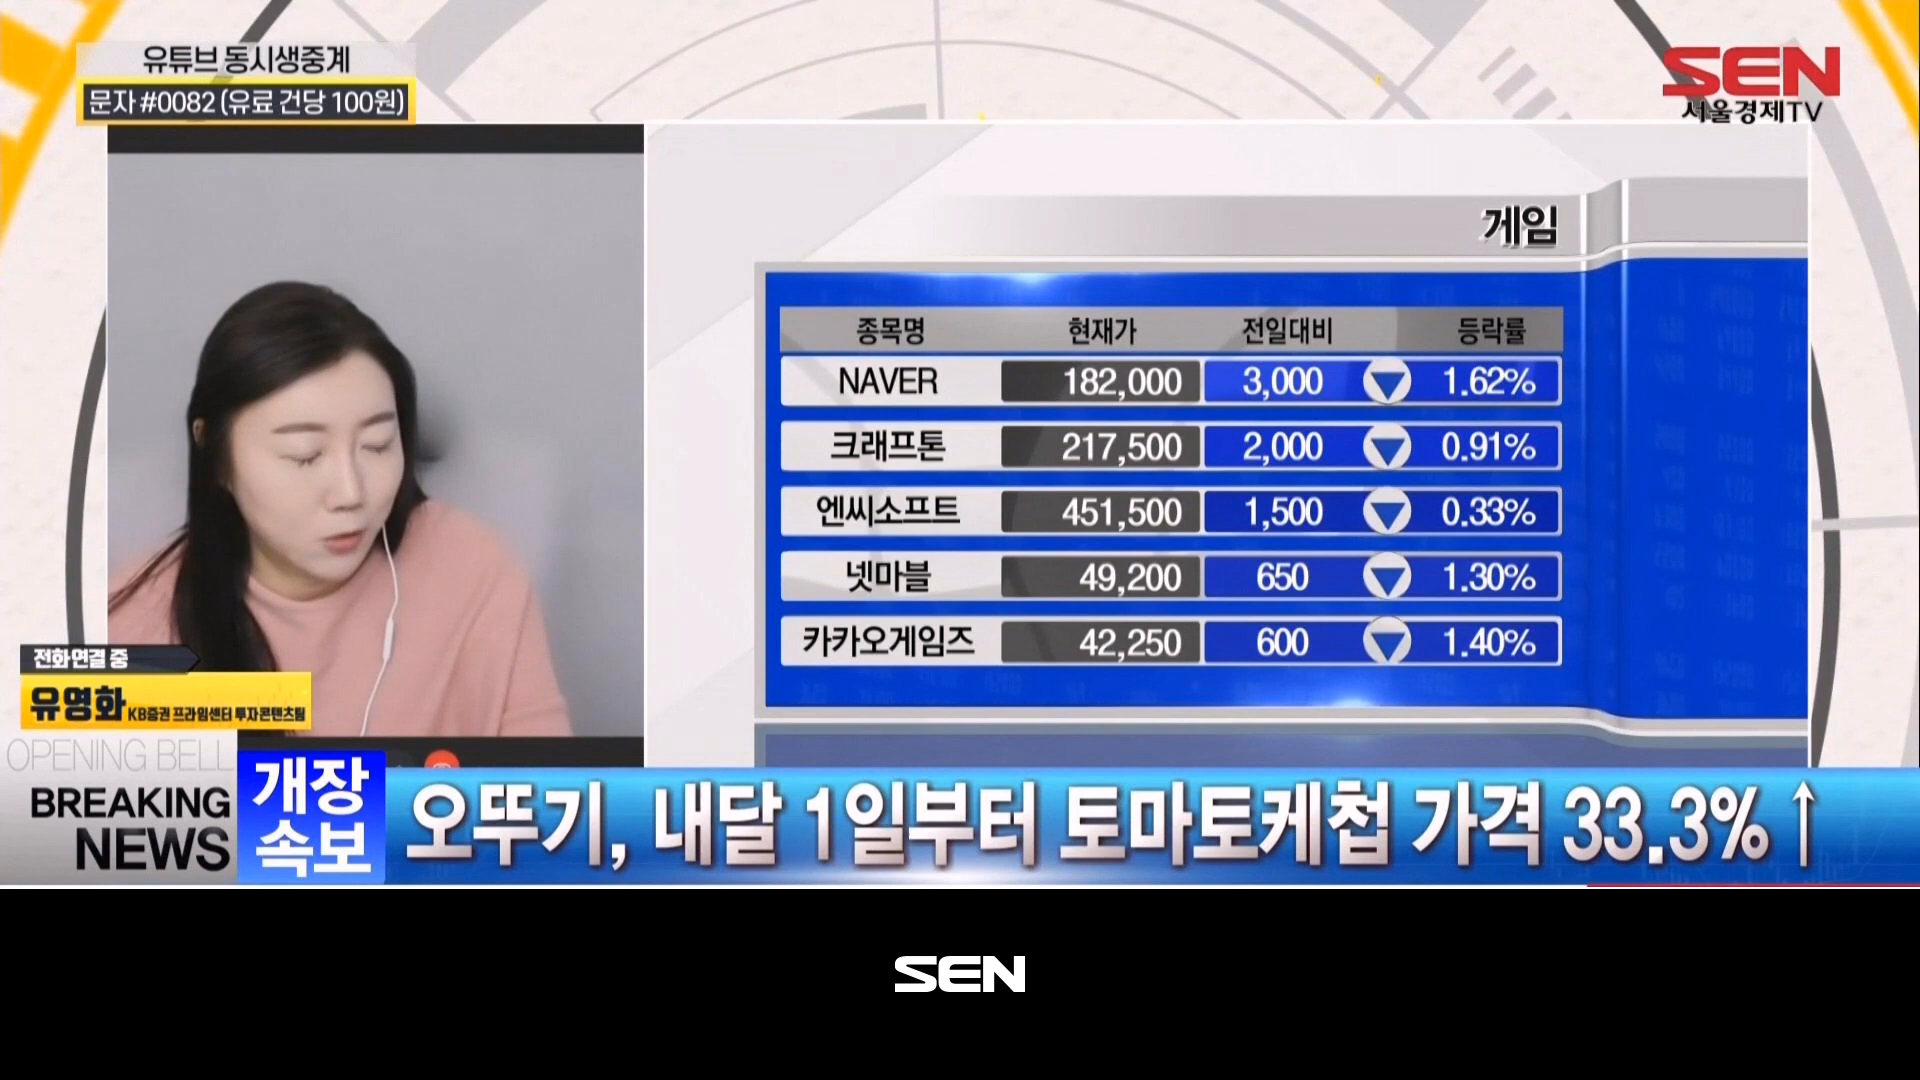 유튜브 동시생중계
문자 #0082 (유료 건당 100원)
SEN
서울경제TV
게임
종목명 현재가 전일대비 등락률
NAVER 182,000 3,000 ▼ 1.62%
크래프톤 217,500 2,000 ▼ 0.91%
엔씨소프트 451,500 1,500 ▼ 0.33%
넷마블 49,200 650 ▼ 1.30%
카카오게임즈 42,250 600 ▼ 1.40%
전화연결 중
유영화 KB증권 프라임센터 투자콘텐츠팀
OPENING BELL
BREAKING
NEWS
개장
속보
오뚜기, 내달 1일부터 토마토케첩 가격 33.3%↑
SEN